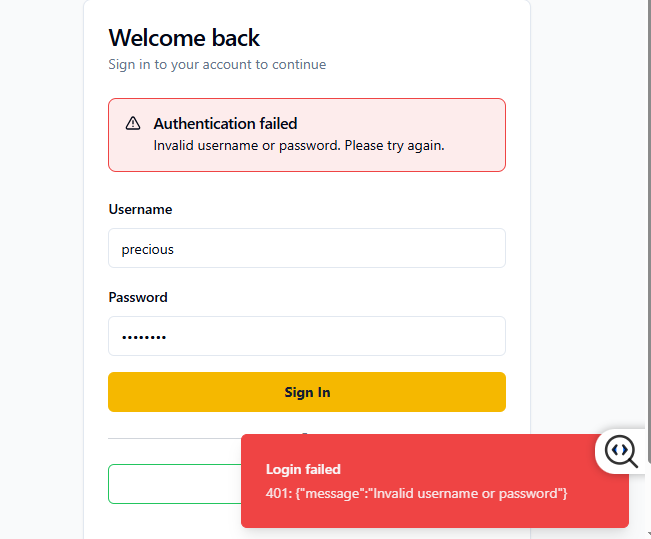 Welcome back
Sign in to your account to continue
Authentication failed
Invalid username or password. Please try again.
Username
precious
Password
••••••••
Sign In
Login failed
401: {"message":"Invalid username or password"}